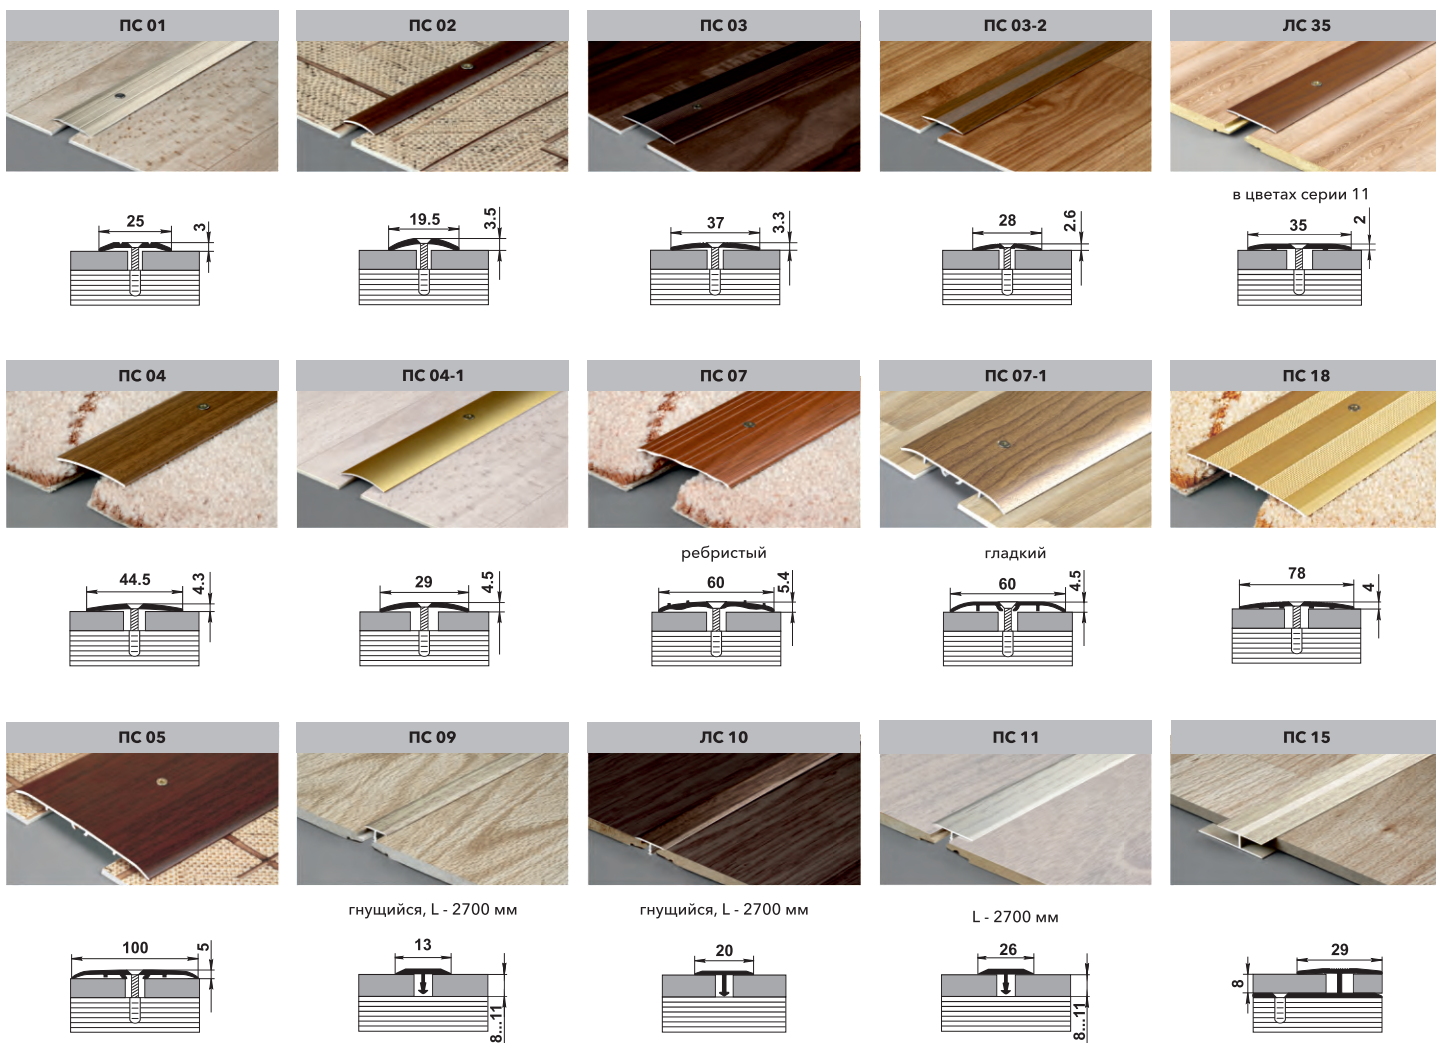 ПС 01
ПС 02
ПС 03
ПС 03-2
ЛС 35
в цветах серии 11
25
3
19.5
3.5
37
3.3
28
2.6
35
2
ПС 04
ПС 04-1
ПС 07
ПС 07-1
ПС 18
ребристый
гладкий
44.5
4.3
29
4.5
60
5.4
60
4.5
78
4
ПС 05
ПС 09
ЛС 10
ПС 11
ПС 15
гнущийся, L - 2700 мм
гнущийся, L - 2700 мм
L - 2700 мм
100
5
13
8...11
20
26
8...11
29
8